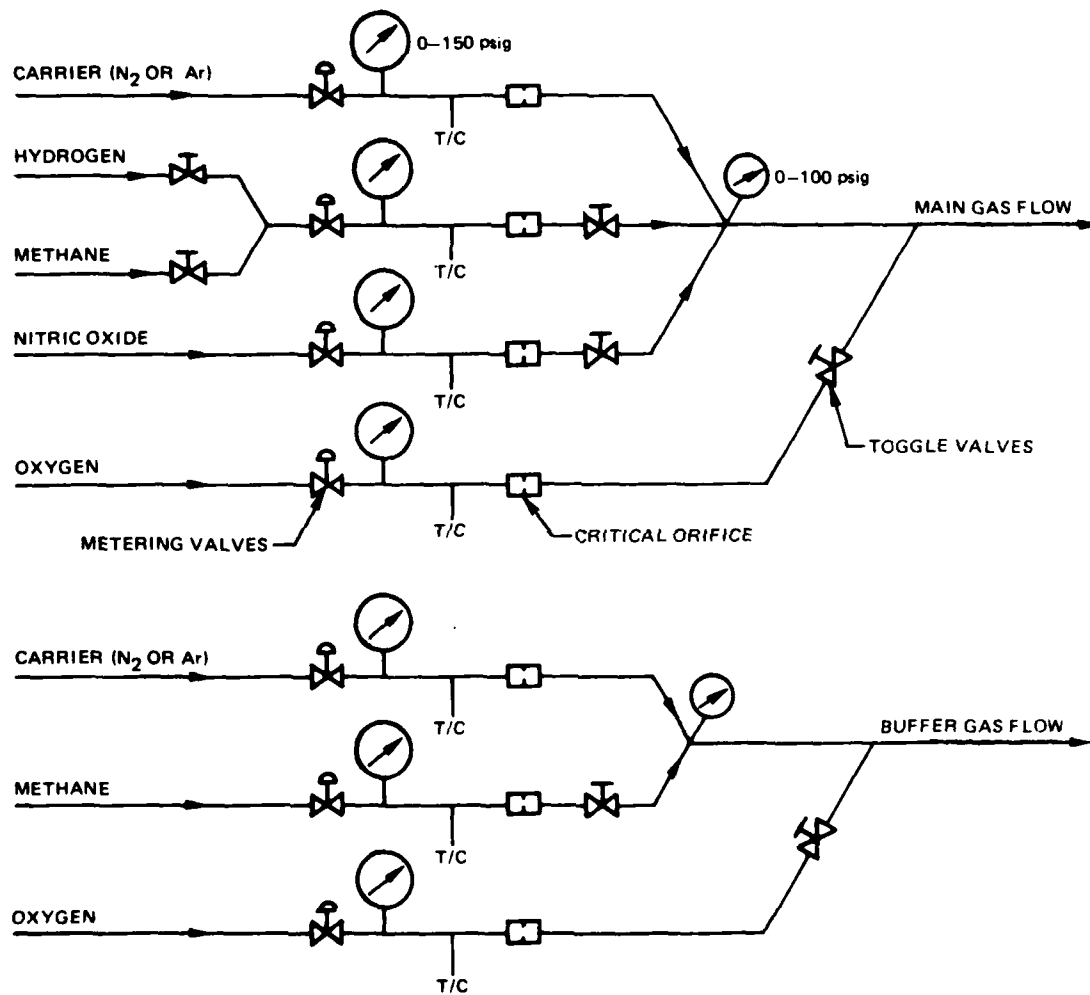 0–150 psig
CARRIER (N2 OR Ar)
T/C
HYDROGEN
0–100 psig
MAIN GAS FLOW
METHANE
T/C
NITRIC OXIDE
T/C
TOGGLE VALVES
OXYGEN
T/C
METERING VALVES
CRITICAL ORIFICE
CARRIER (N2 OR Ar)
T/C
BUFFER GAS FLOW
METHANE
T/C
OXYGEN
T/C